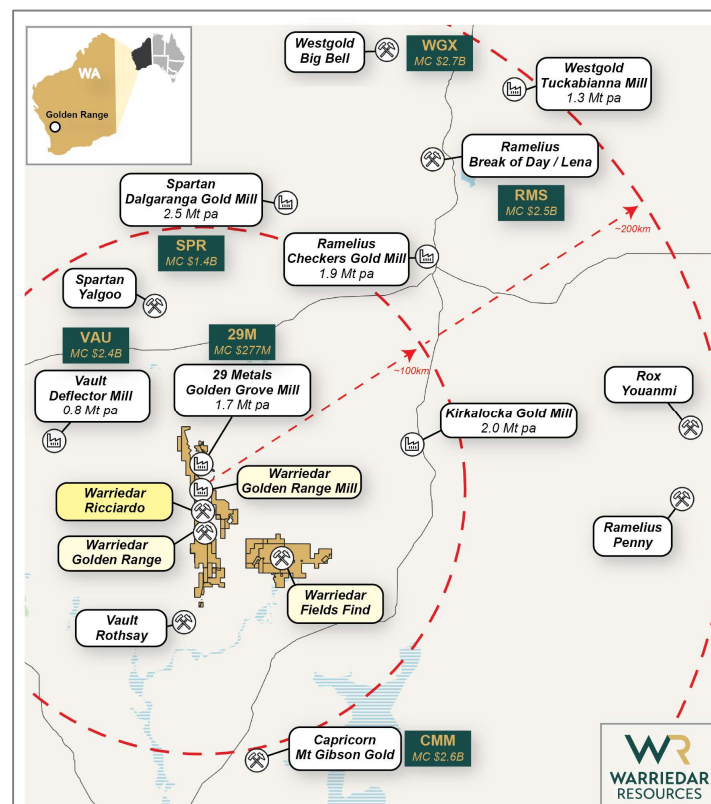 WA
Golden Range
Westgold
Big Bell
WGX
MC $2.7B
Westgold
Tuckabianna Mill
1.3 Mt pa
Ramelius
Break of Day / Lena
RMS
MC $2.5B
~200km
Spartan
Dalgaranga Gold Mill
2.5 Mt pa
SPR
MC $1.4B
Ramelius
Checkers Gold Mill
1.9 Mt pa
Spartan
Yalgoo
VAU
MC $2.4B
29M
MC $277M
~100km
Vault
Deflector Mill
0.8 Mt pa
29 Metals
Golden Grove Mill
1.7 Mt pa
Rox
Youanmi
Kirkalocka Gold Mill
2.0 Mt pa
Warriedar
Golden Range Mill
Warriedar
Ricciardo
Ramelius
Penny
Warriedar
Golden Range
Warriedar
Fields Find
Vault
Rothsay
Capricorn
Mt Gibson Gold
CMM
MC $2.6B
WR
WARRIEDAR
RESOURCES